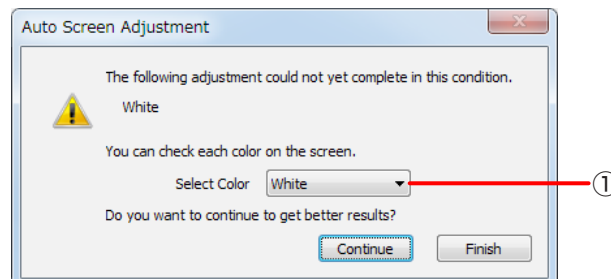 Auto Screen Adjustment
The following adjustment could not yet complete in this condition.
White
You can check each color on the screen.
Select Color White
Do you want to continue to get better results?
Continue Finish
①